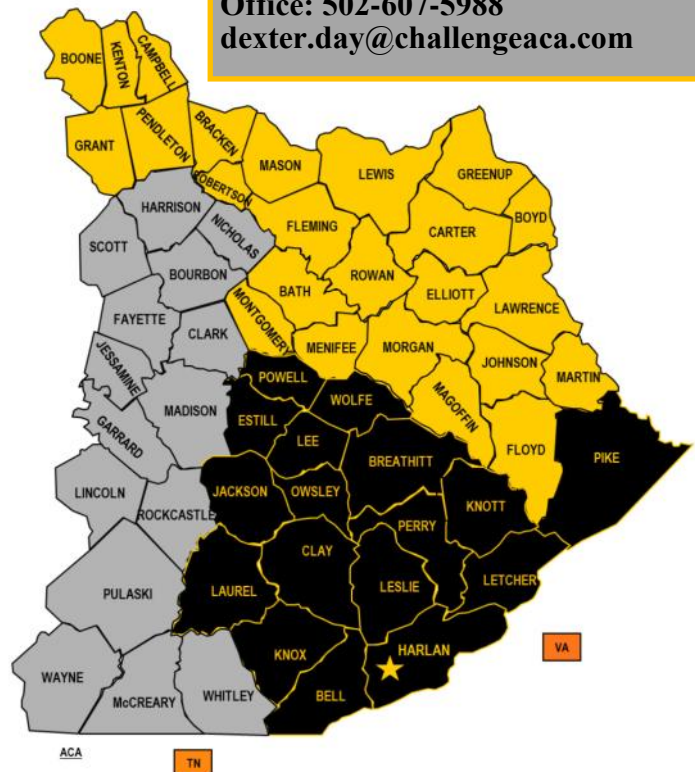 Office: 502-607-5988
dexter.day@challengeaca.com
BOONE
KENTON
CAMPBELL
GRANT
PENDLETON
BRACKEN
ROBERTSON
MASON
LEWIS
GREENUP
HARRISON
NICHOLAS
FLEMING
CARTER
BOYD
SCOTT
BOURBON
BATH
ROWAN
ELLIOTT
LAWRENCE
FAYETTE
CLARK
MONTGOMERY
MENIFEE
MORGAN
JOHNSON
MARTIN
JESSAMINE
POWELL
WOLFE
MAGOFFIN
MADISON
ESTILL
LEE
FLOYD
GARRARD
BREATHITT
PIKE
LINCOLN
JACKSON
OWSLEY
KNOTT
ROCKCASTLE
PERRY
CLAY
PULASKI
LAUREL
LESLIE
LETCHER
KNOX
HARLAN
VA
WAYNE
McCREARY
WHITLEY
BELL
ACA
TN